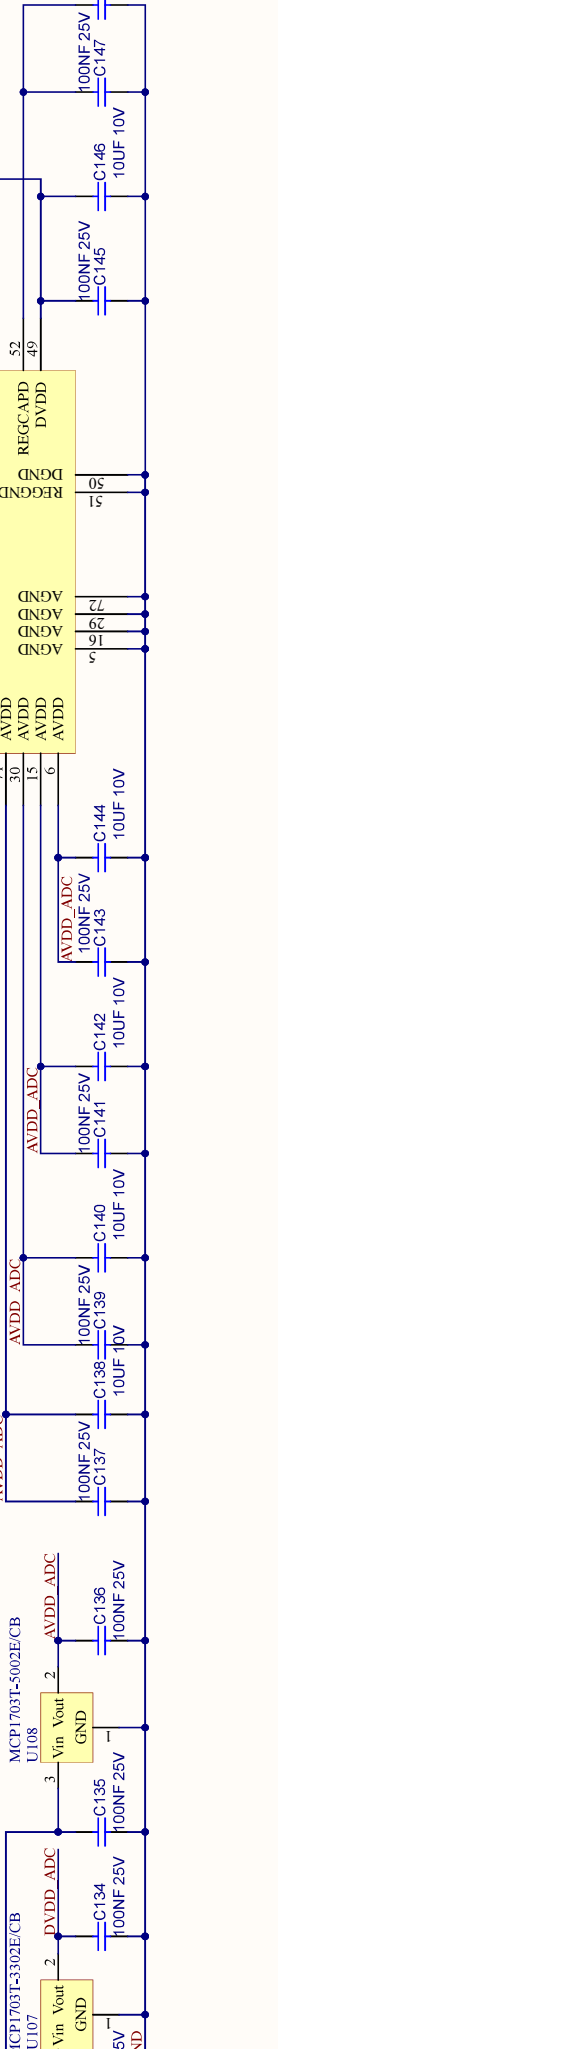 100NF 25V
C147
C146
10UF 10V
100NF 25V
C145
52
49
REGCAPD
DVDD
DGND
50
REGGND
51
AGND
72
AGND
29
AGND
16
AGND
5
AVDD
AVDD
AVDD
AVDD
30
15
6
C144
10UF 10V
AVDD_ADC
100NF 25V
C143
C142
10UF 10V
AVDD_ADC
100NF 25V
C141
C140
10UF 10V
AVDD_ADC
100NF 25V
C139
C138
10UF 10V
100NF 25V
C137
AVDD_ADC
C136
100NF 25V
MCP1703T-5002E/CB
U108
2
Vin Vout
GND
1
3
C135
100NF 25V
DVDD_ADC
C134
100NF 25V
MCP1703T-3302E/CB
U107
2
Vin Vout
GND
1